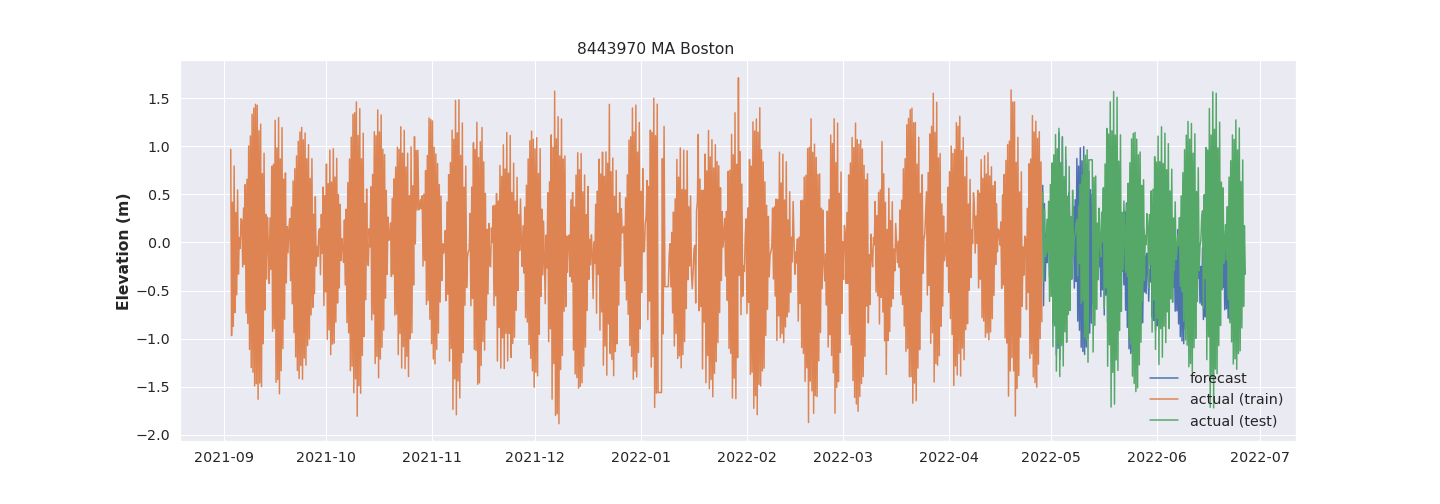 8443970 MA Boston
Elevation (m)
1.5
1.0
0.5
0.0
−0.5
−1.0
−1.5
−2.0
forecast
actual (train)
actual (test)
2021-09 2021-10 2021-11 2021-12 2022-01 2022-02 2022-03 2022-04 2022-05 2022-06 2022-07